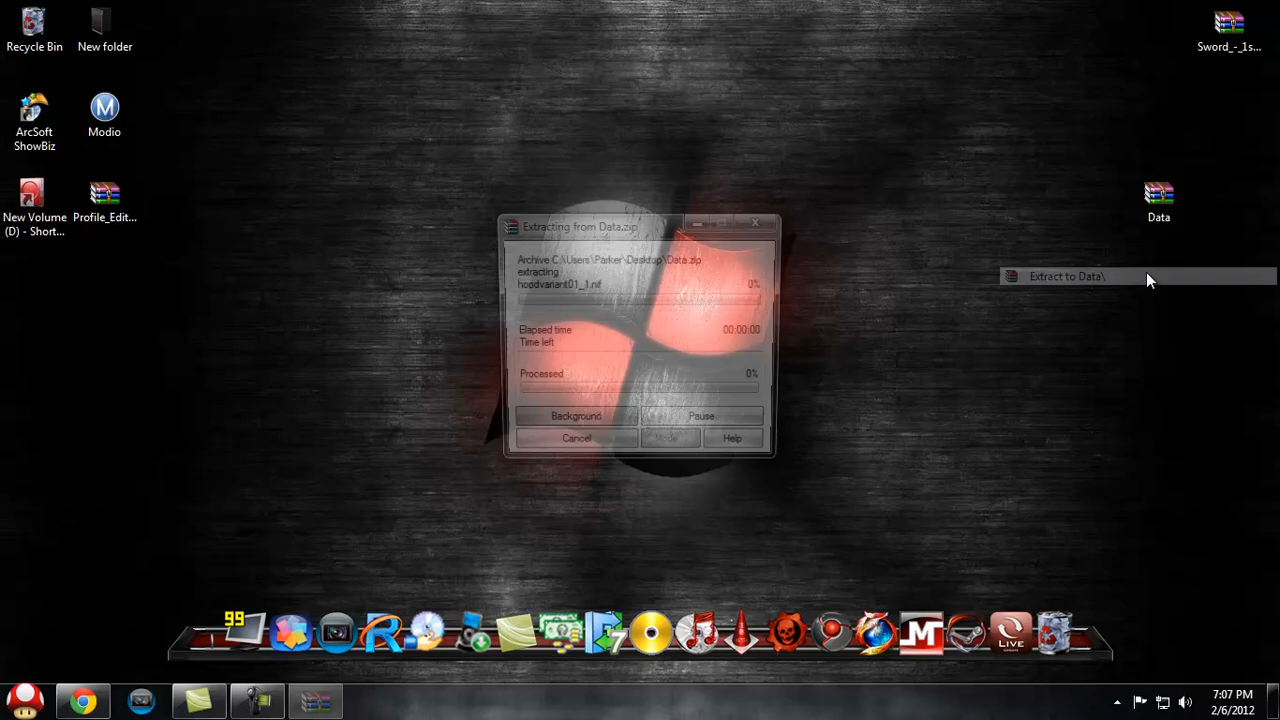 Recycle Bin
New folder
Sword_-_1s...
ArcSoft
ShowBiz
Modio
New Volume
(D) - Short...
Profile_Edit...
Data
Extracting from Data.zip
Archive C:\Users\Parker\Desktop\Data.zip
extracting
hoodvariant01_1.nif 0%
Elapsed time 00:00:00
Time left
Processed 0%
Background Pause
Cancel Mode... Help
Extract to Data\
99
7
M
LIVE
7:07 PM
2/6/2012